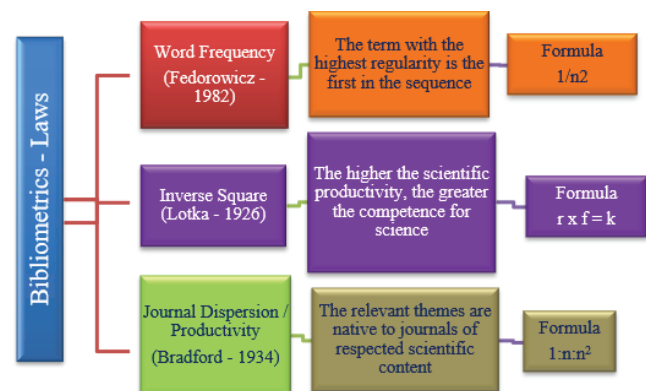 Bibliometrics - Laws
Word Frequency
(Fedorowicz -
1982)
The term with the
highest regularity is the
first in the sequence
Formula
1/n2
Inverse Square
(Lotka - 1926)
The higher the scientific
productivity, the greater
the competence for
science
Formula
r x f = k
Journal Dispersion /
Productivity
(Bradford - 1934)
The relevant themes are
native to journals of
respected scientific
content
Formula
1:n:n²